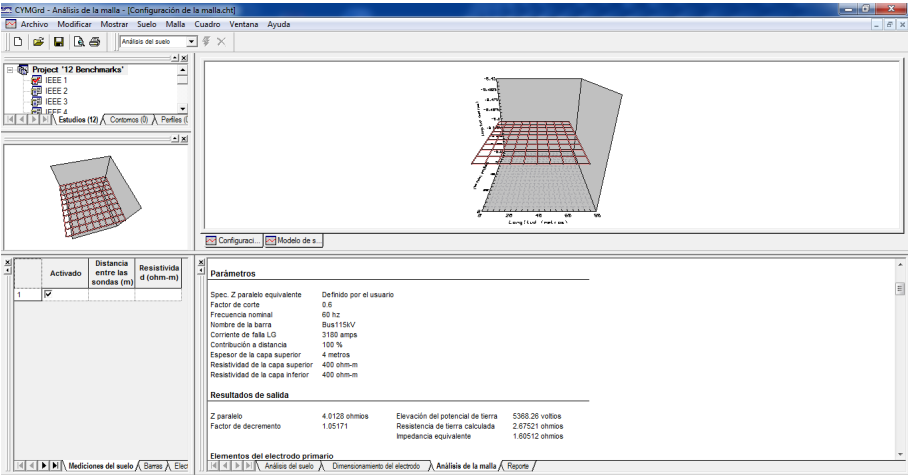 CYMGrd - Análisis de la malla - [Configuración de la malla.cht]
Archivo Modificar Mostrar Suelo Malla Cuadro Ventana Ayuda
Análisis del suelo
Project '12 Benchmarks'
IEEE 1
IEEE 2
IEEE 3
IEEE 4
Estudios (12) Contornos (0) Perfiles (
Longitud (metros)
Configuraci... Modelo de s...
Activado Distancia entre las sondas (m) Resistivida d (ohm-m)
1
Mediciones del suelo Barras Elec
Parámetros
Spec. Z paralelo equivalente Definido por el usuario
Factor de corte 0.6
Frecuencia nominal 60 hz
Nombre de la barra Bus115kV
Corriente de falla LG 3180 amps
Contribución a distancia 100 %
Espesor de la capa superior 4 metros
Resistividad de la capa superior 400 ohm-m
Resistividad de la capa inferior 400 ohm-m
Resultados de salida
Z paralelo 4.0128 ohmios Elevación del potencial de tierra 5368.26 voltios
Factor de decremento 1.05171 Resistencia de tierra calculada 2.67521 ohmios
Impedancia equivalente 1.60512 ohmios
Elementos del electrodo primario
Análisis del suelo Dimensionamiento del electrodo Análisis de la malla Reporte